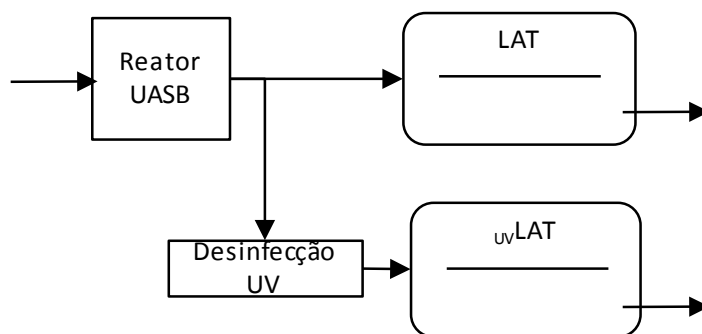 Reator
UASB
LAT
Desinfecção
UV
UVLAT